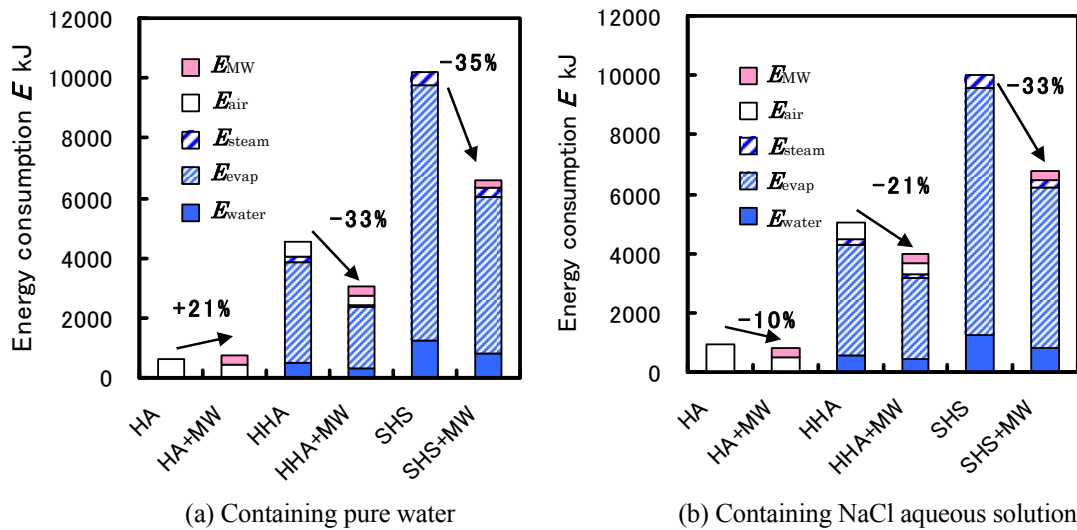 12000
10000
8000
6000
4000
2000
0
Energy consumption E kJ
EMW
Eair
Esteam
Eevap
Ewater
+21%
-33%
-35%
HA
HA+MW
HHA
HHA+MW
SHS
SHS+MW
(a) Containing pure water
12000
10000
8000
6000
4000
2000
0
Energy consumption E kJ
EMW
Eair
Esteam
Eevap
Ewater
-10%
-21%
-33%
HA
HA+MW
HHA
HHA+MW
SHS
SHS+MW
(b) Containing NaCl aqueous solution